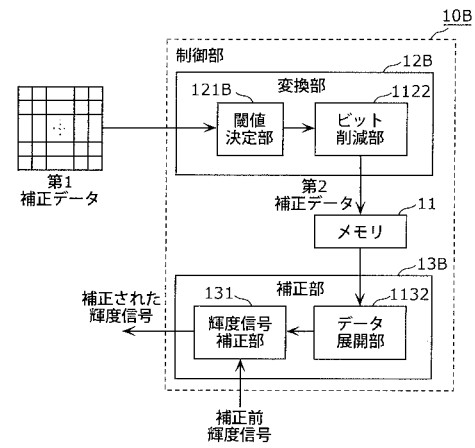 10B
制御部
12B
変換部
121B
1122
閾値
決定部
ビット
削減部
第1
補正データ
第2
補正データ
11
メモリ
13B
補正部
131
1132
補正された
輝度信号
輝度信号
補正部
データ
展開部
補正前
輝度信号